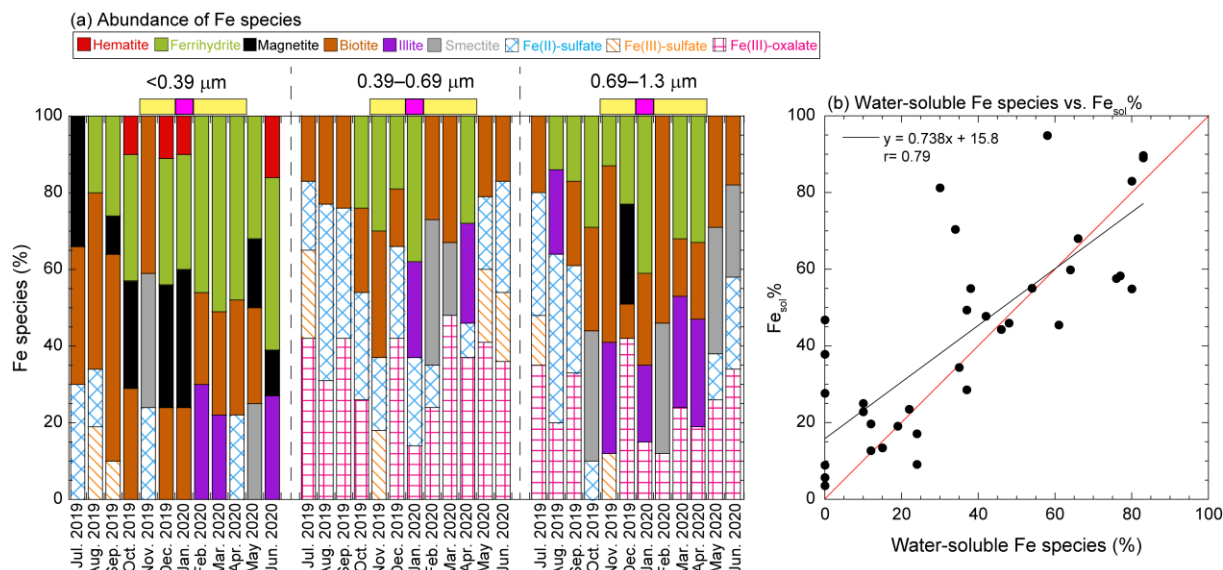 (a) Abundance of Fe species
Hematite Ferrihydrite Magnetite Biotite Illite Smectite Fe(II)-sulfate Fe(III)-sulfate Fe(III)-oxalate
<0.39 μm 0.39–0.69 μm 0.69–1.3 μm
Fe species (%)
100
80
60
40
20
0
Jul. 2019
Aug. 2019
Sep. 2019
Oct. 2019
Nov. 2019
Dec. 2019
Jan. 2020
Feb. 2020
Mar. 2020
Apr. 2020
May 2020
Jun. 2020
Jul. 2019
Aug. 2019
Sep. 2019
Oct. 2019
Nov. 2019
Dec. 2019
Jan. 2020
Feb. 2020
Mar. 2020
Apr. 2020
May 2020
Jun. 2020
Jul. 2019
Aug. 2019
Sep. 2019
Oct. 2019
Nov. 2019
Dec. 2019
Jan. 2020
Feb. 2020
Mar. 2020
Apr. 2020
May 2020
Jun. 2020
(b) Water-soluble Fe species vs. Fesol%
y = 0.738x + 15.8
r= 0.79
Fesol%
100
80
60
40
20
0
0 20 40 60 80 100
Water-soluble Fe species (%)